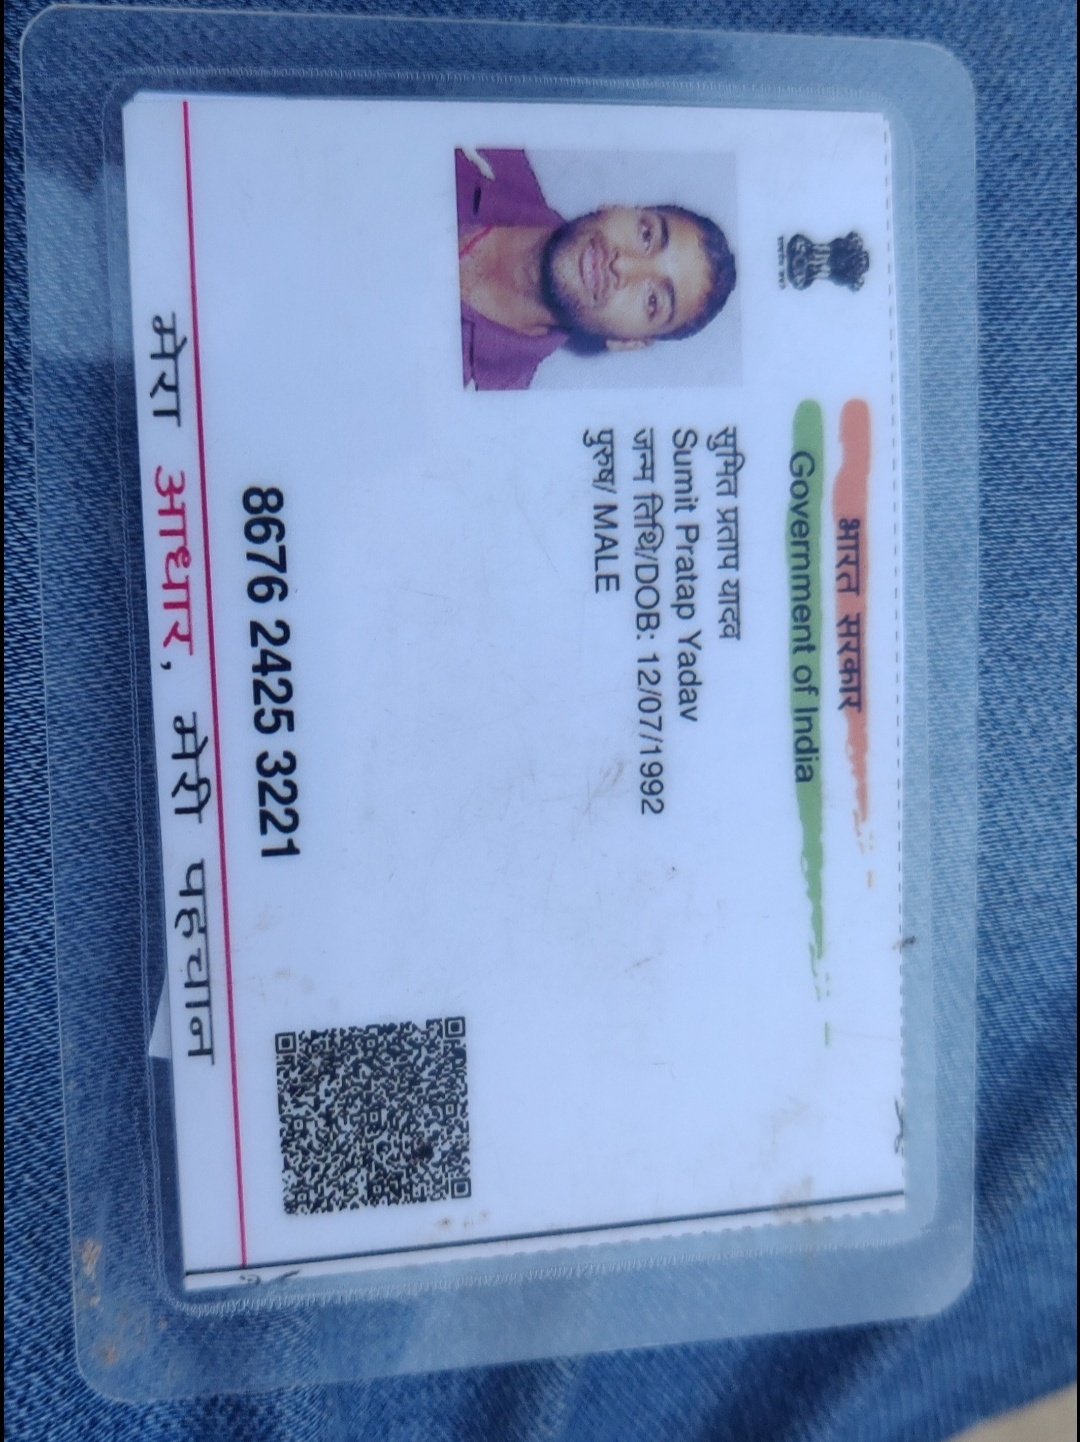 भारत सरकार
Government of India
सुमित प्रताप यादव
Sumit Pratap Yadav
जन्म तिथि/DOB: 12/07/1992
पुरुष/ MALE
8676 2425 3221
मेरा आधार, मेरी पहचान